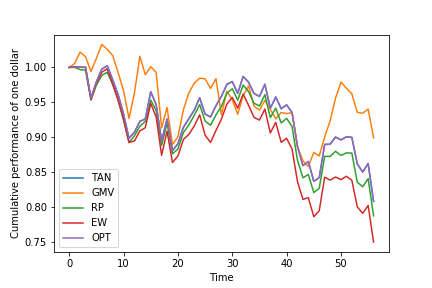 Cumulative performance of one dollar
1.00
0.95
0.90
0.85
0.80
0.75
TAN
GMV
RP
EW
OPT
0 10 20 30 40 50
Time